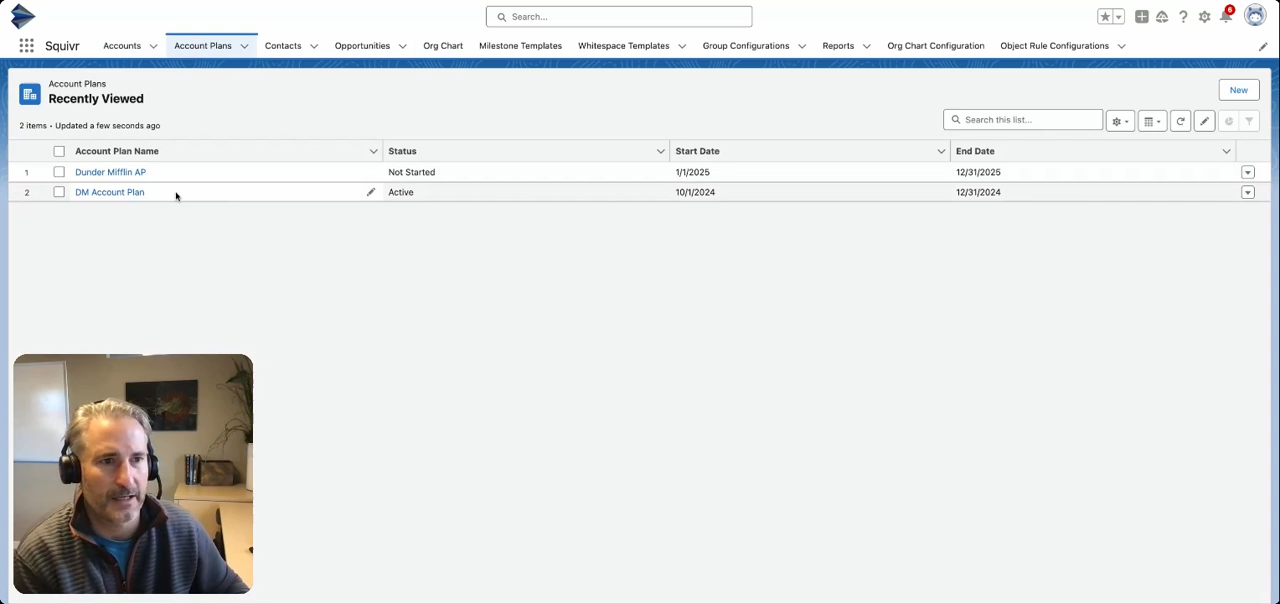 Search...
6
Squivr
Accounts
Account Plans
Contacts
Opportunities
Org Chart
Milestone Templates
Whitespace Templates
Group Configurations
Reports
Org Chart Configuration
Object Rule Configurations
Account Plans
Recently Viewed
New
2 items • Updated a few seconds ago
Search this list...
Account Plan Name Status Start Date End Date
1 Dunder Mifflin AP Not Started 1/1/2025 12/31/2025
2 DM Account Plan Active 10/1/2024 12/31/2024